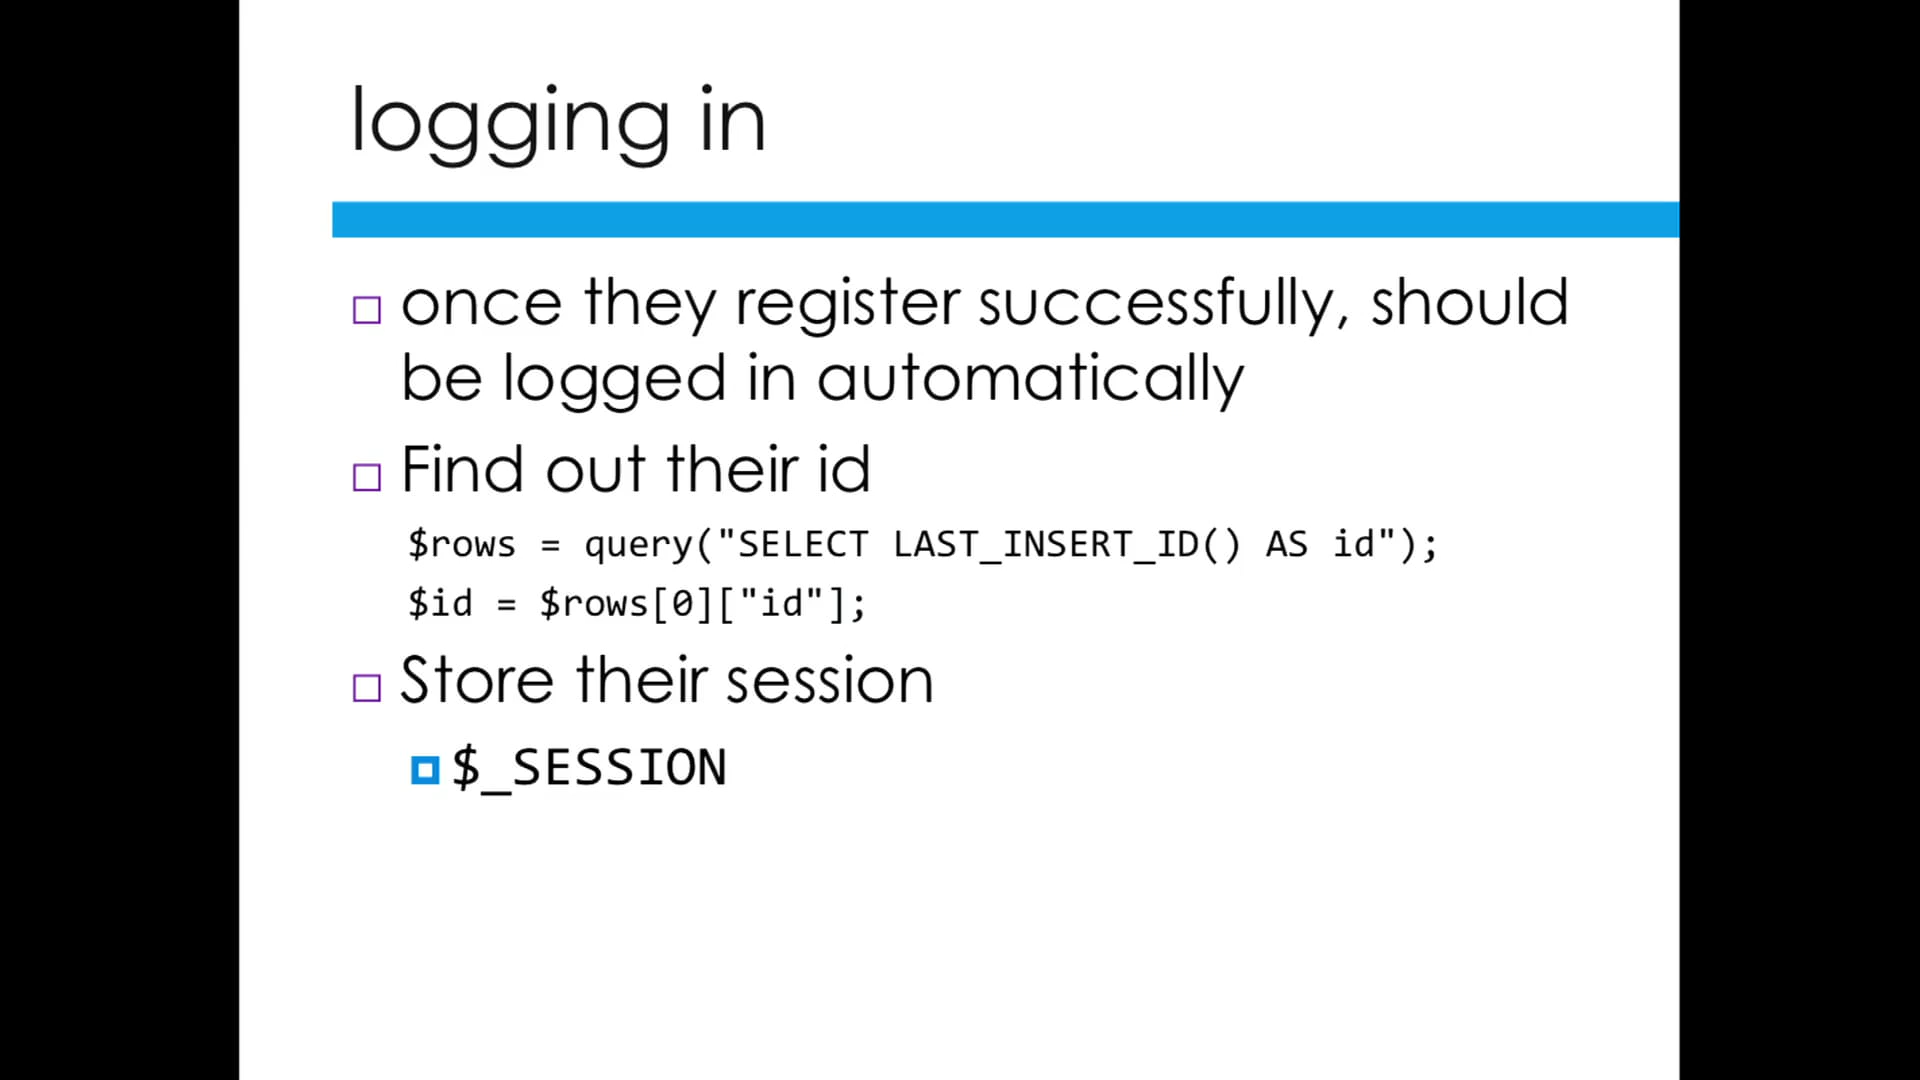 logging in
once they register successfully, should
be logged in automatically
Find out their id
$rows = query("SELECT LAST_INSERT_ID() AS id");
$id = $rows[0]["id"];
Store their session
$_SESSION